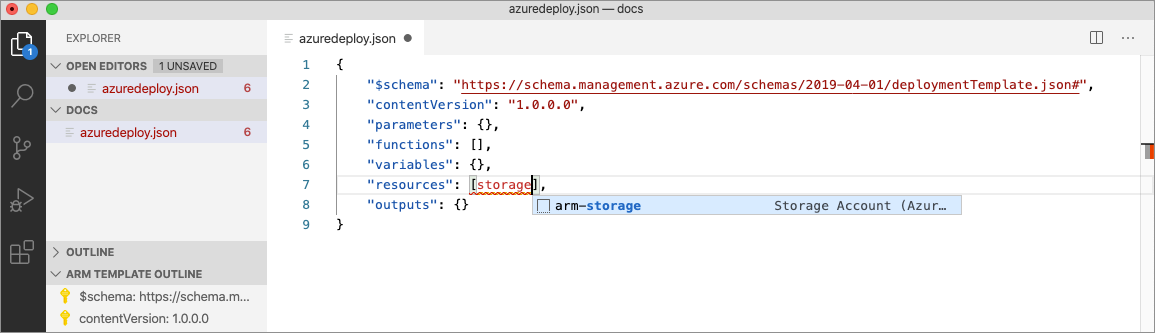 azuredeploy.json — docs
EXPLORER
OPEN EDITORS 1 UNSAVED
azuredeploy.json 6
DOCS
azuredeploy.json 6
OUTLINE
ARM TEMPLATE OUTLINE
$schema: https://schema.m...
contentVersion: 1.0.0.0
1
azuredeploy.json
1 {
2 "$schema": "https://schema.management.azure.com/schemas/2019-04-01/deploymentTemplate.json#",
3 "contentVersion": "1.0.0.0",
4 "parameters": {},
5 "functions": [],
6 "variables": {},
7 "resources": [storage],
8 "outputs": {}
arm-storage Storage Account (Azur...
9 }